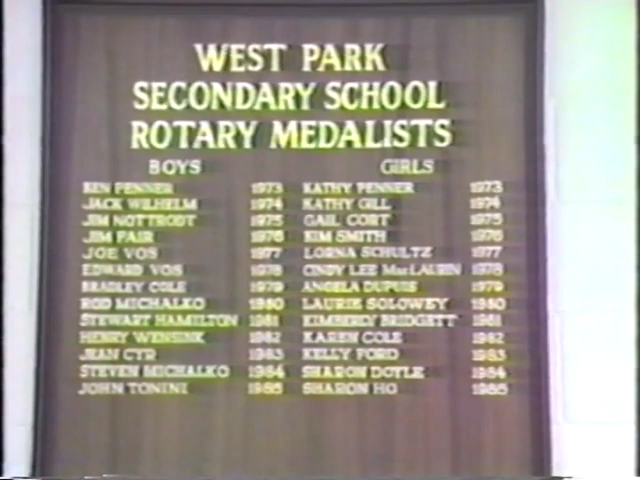 WEST PARK
SECONDARY SCHOOL
ROTARY MEDALISTS
BOYS GIRLS
KEN PENNER 1973 KATHY PENNER 1973
JACK WILHELM 1974 KATHY GILL 1974
JIM NOTTRODT 1975 GAIL CORT 1975
JIM FAIR 1976 KIM SMITH 1976
JOE VOS 1977 LORNA SCHULTZ 1977
EDWARD VOS 1978 CINDY LEE MacLAURIN 1978
BRADLEY COLE 1979 ANGELA DUPUIS 1979
ROD MICHALKO 1980 LAURIE SOLOWEY 1980
STEWART HAMILTON 1981 KIMBERLY BRIDGETT 1981
HENRY WENSINK 1982 KAREN COLE 1982
JEAN CYR 1983 KELLY FORD 1983
STEVEN MICHALKO 1984 SHARON DOYLE 1984
JOHN TONINI 1985 SHARON HO 1985